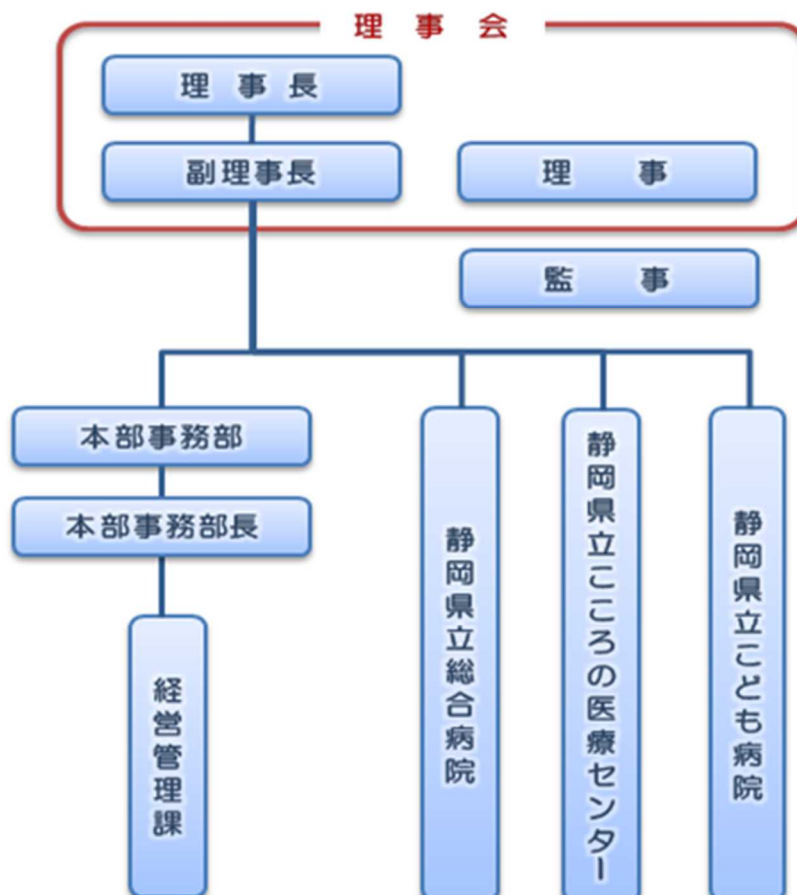 理事会
理事長
副理事長
理事
監事
本部事務部
本部事務部長
経営管理課
静岡県立総合病院
静岡県立こころの医療センター
静岡県立こども病院